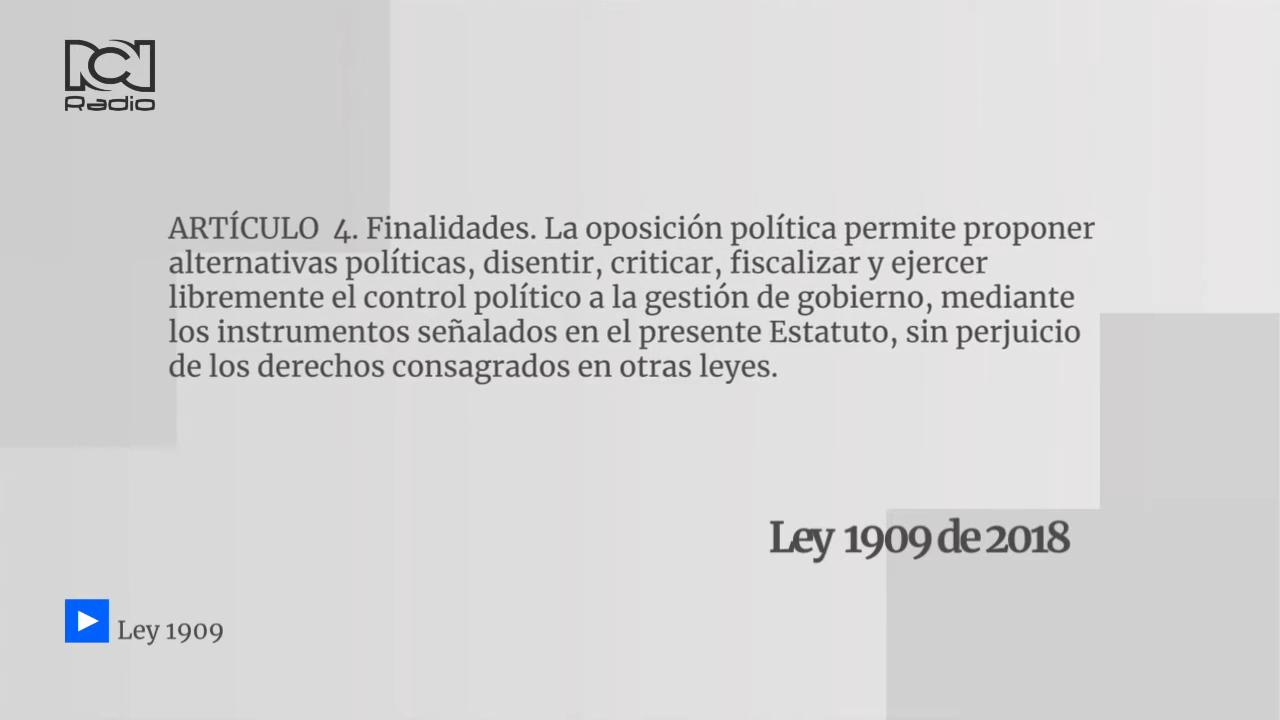 RCN
Radio
ARTÍCULO 4. Finalidades. La oposición política permite proponer
alternativas políticas, disentir, criticar, fiscalizar y ejercer
libremente el control político a la gestión de gobierno, mediante
los instrumentos señalados en el presente Estatuto, sin perjuicio
de los derechos consagrados en otras leyes.
Ley 1909 de 2018
Ley 1909